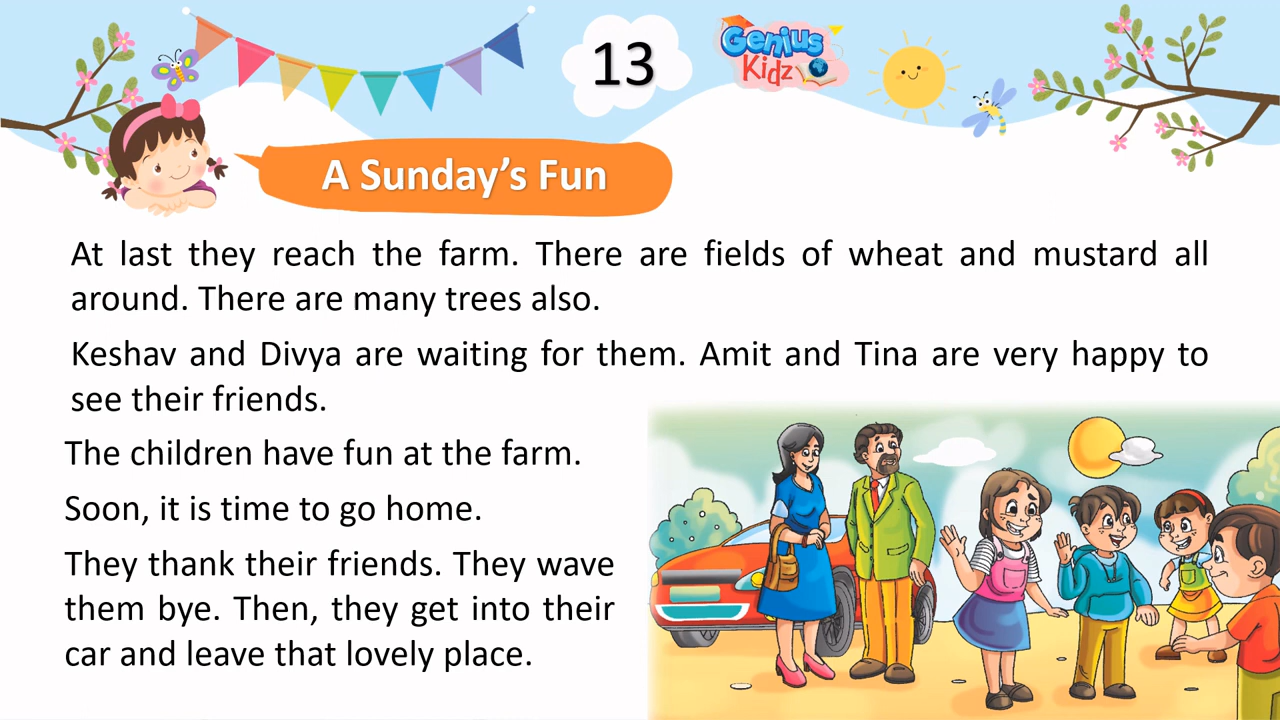 13
Genius
Kidz
A Sunday's Fun
At last they reach the farm. There are fields of wheat and mustard all
around. There are many trees also.
Keshav and Divya are waiting for them. Amit and Tina are very happy to
see their friends.
The children have fun at the farm.
Soon, it is time to go home.
They thank their friends. They wave
them bye. Then, they get into their
car and leave that lovely place.